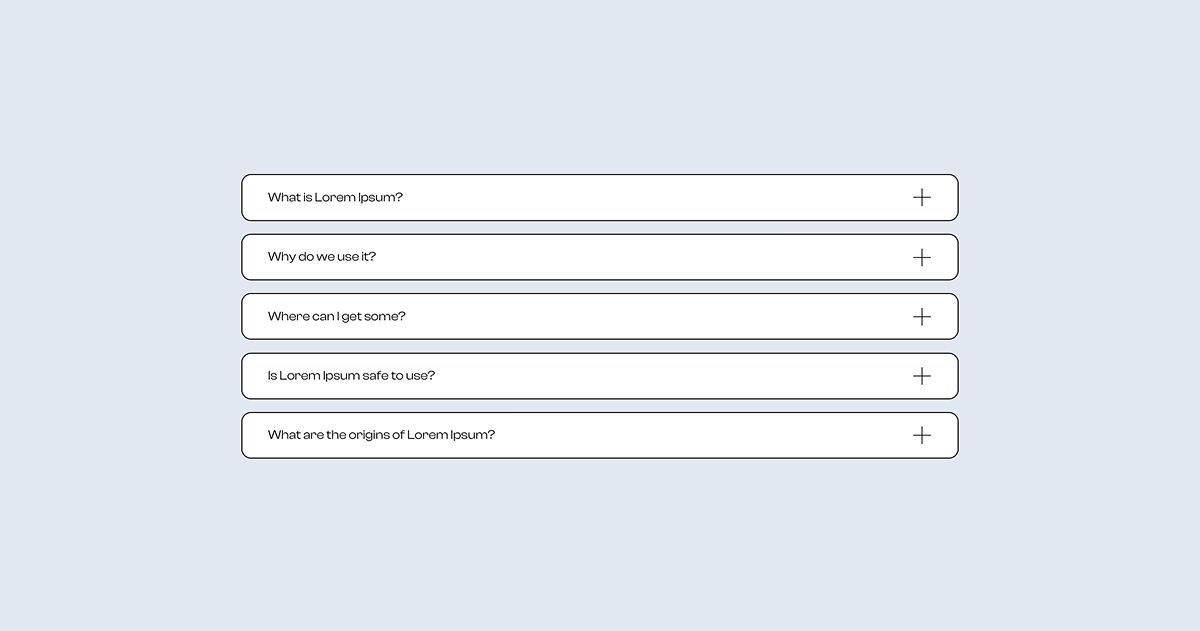 What is Lorem Ipsum?
Why do we use it?
Where can I get some?
Is Lorem Ipsum safe to use?
What are the origins of Lorem Ipsum?